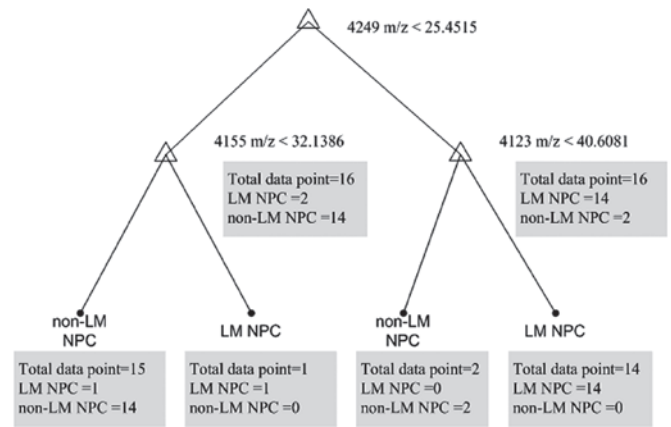 4249 m/z < 25.4515
4155 m/z < 32.1386
4123 m/z < 40.6081
Total data point=16
LM NPC =2
non-LM NPC =14
Total data point=16
LM NPC =14
non-LM NPC =2
non-LM
NPC
LM NPC
non-LM
NPC
LM NPC
Total data point=15
LM NPC =1
non-LM NPC =14
Total data point=1
LM NPC =1
non-LM NPC =0
Total data point=2
LM NPC =0
non-LM NPC =2
Total data point=14
LM NPC =14
non-LM NPC =0